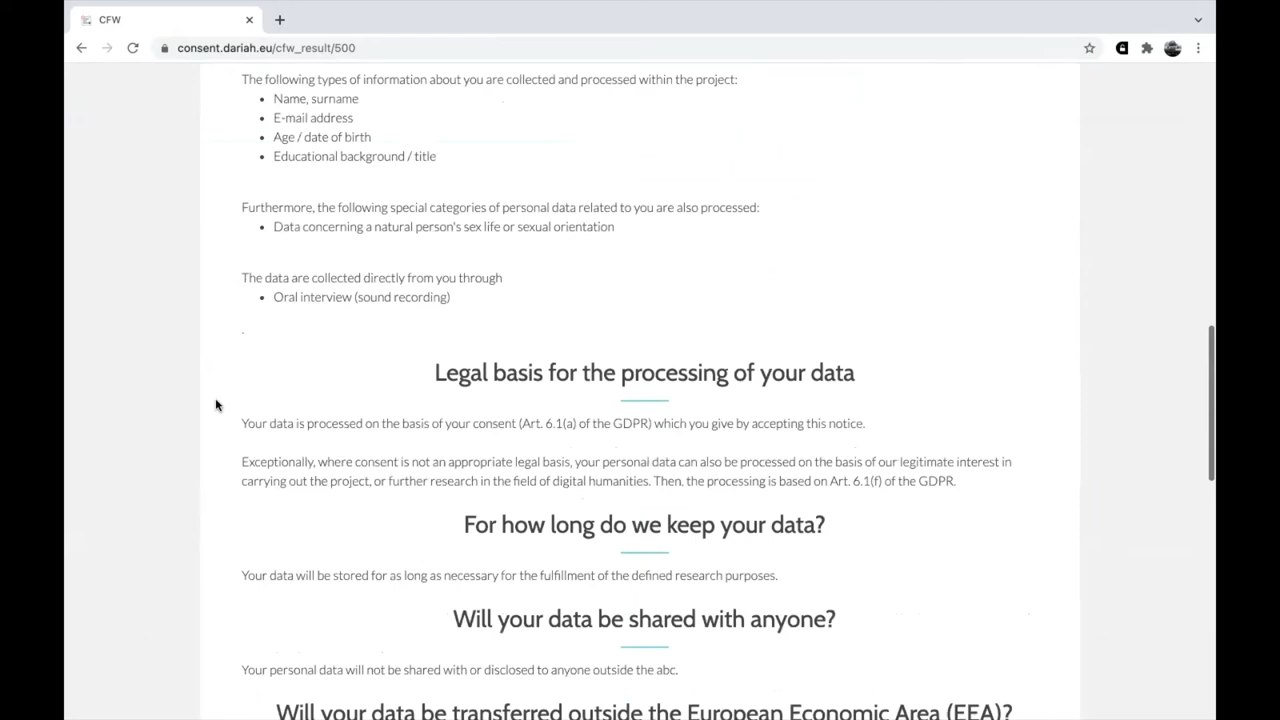 CFW
consent.dariah.eu/cfw_result/500
The following types of information about you are collected and processed within the project:
• Name, surname
• E-mail address
• Age / date of birth
• Educational background / title
Furthermore, the following special categories of personal data related to you are also processed:
• Data concerning a natural person's sex life or sexual orientation
The data are collected directly from you through
• Oral interview (sound recording)
.
Legal basis for the processing of your data
Your data is processed on the basis of your consent (Art. 6.1(a) of the GDPR) which you give by accepting this notice.
Exceptionally, where consent is not an appropriate legal basis, your personal data can also be processed on the basis of our legitimate interest in
carrying out the project, or further research in the field of digital humanities. Then, the processing is based on Art. 6.1(f) of the GDPR.
For how long do we keep your data?
Your data will be stored for as long as necessary for the fulfillment of the defined research purposes.
Will your data be shared with anyone?
Your personal data will not be shared with or disclosed to anyone outside the abc.
Will your data be transferred outside the European Economic Area (EEA)?